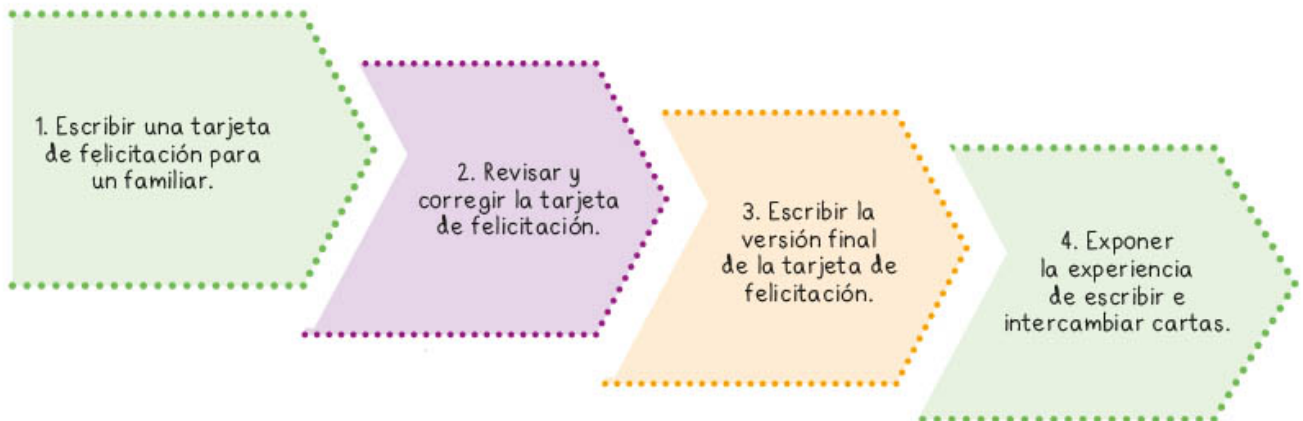 1. Escribir una tarjeta
de felicitación para
un familiar.
2. Revisar y
corregir la tarjeta
de felicitación.
3. Escribir la
versión final
de la tarjeta de
felicitación.
4. Exponer
la experiencia
de escribir e
intercambiar cartas.